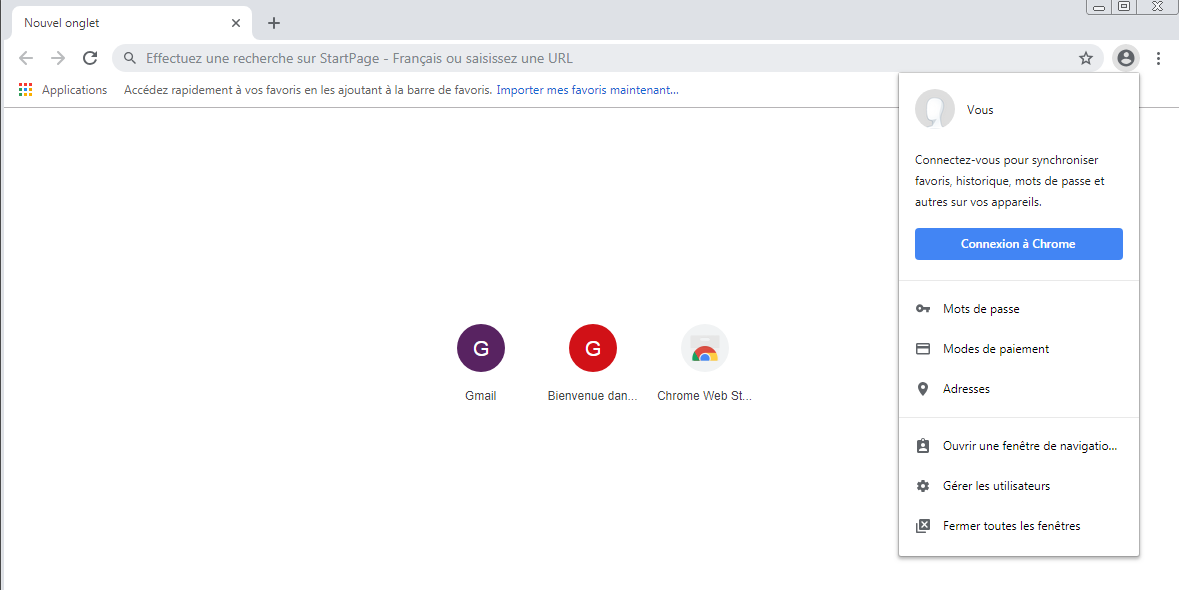 Nouvel onglet
Effectuez une recherche sur StartPage - Français ou saisissez une URL
Applications
Accédez rapidement à vos favoris en les ajoutant à la barre de favoris. Importer mes favoris maintenant...
Vous
Connectez-vous pour synchroniser
favoris, historique, mots de passe et
autres sur vos appareils.
Connexion à Chrome
Mots de passe
Modes de paiement
Adresses
Ouvrir une fenêtre de navigatio...
Gérer les utilisateurs
Fermer toutes les fenêtres
G
Gmail
G
Bienvenue dan...
Chrome Web St...